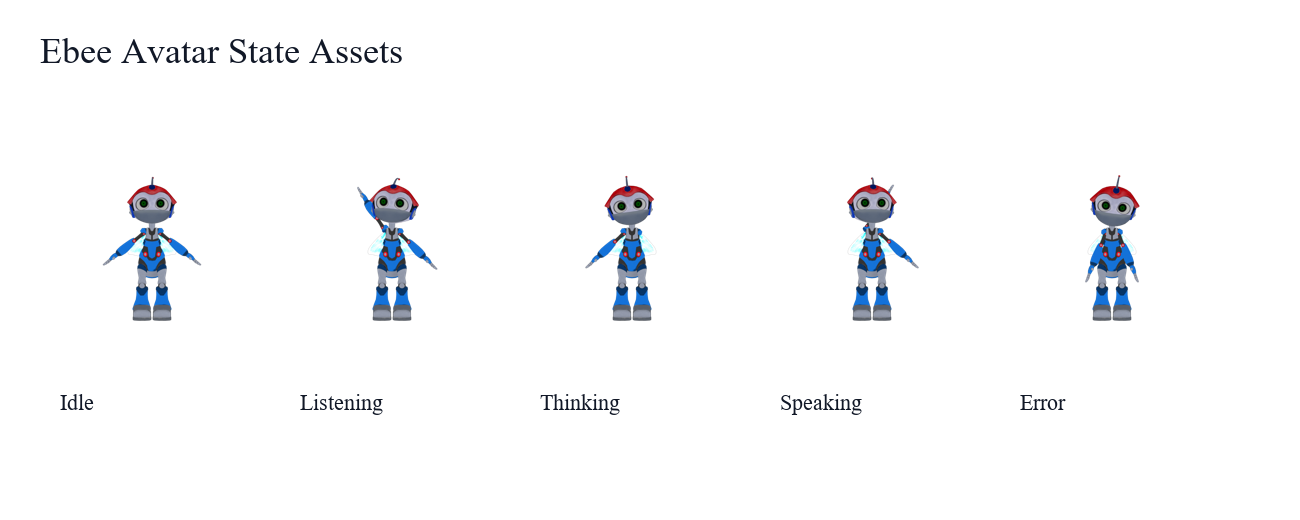 Ebee Avatar State Assets
Idle
Listening
Thinking
Speaking
Error